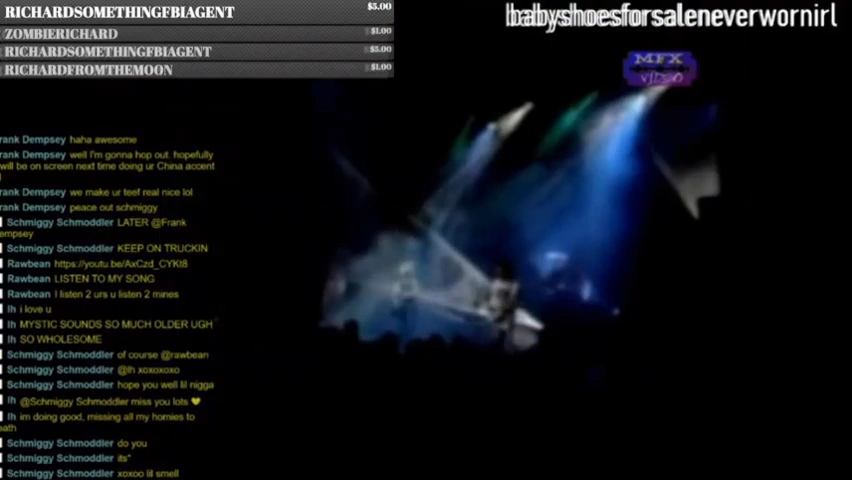 RICHARDSOMETHINGFBIAGENT $5.00
ZOMBIERICHARD $1.00
RICHARDSOMETHINGFBIAGENT $5.00
RICHARDFROMTHEMOON $1.00
babyshoesforsaleneverwornirl
MFX
VIDEO
rank Dempsey haha awesome
rank Dempsey well I'm gonna hop out. hopefully
will be on screen next time doing ur China accent
rank Dempsey we make ur teef real nice lol
rank Dempsey peace out schmiggy
Schmiggy Schmoddler LATER @Frank
empsey
Schmiggy Schmoddler KEEP ON TRUCKIN
Rawbean https://youtu.be/AxCzd_CYKt8
Rawbean LISTEN TO MY SONG
Rawbean I listen 2 urs u listen 2 mines
lh i love u
lh MYSTIC SOUNDS SO MUCH OLDER UGH
lh SO WHOLESOME
Schmiggy Schmoddler of course @rawbean
Schmiggy Schmoddler @lh xoxoxoxo
Schmiggy Schmoddler hope you well lil nigga
lh @Schmiggy Schmoddler miss you lots ♥
lh im doing good, missing all my homies to
eath
Schmiggy Schmoddler do you
Schmiggy Schmoddler its*
Schmiggy Schmoddler xoxoo lil smell